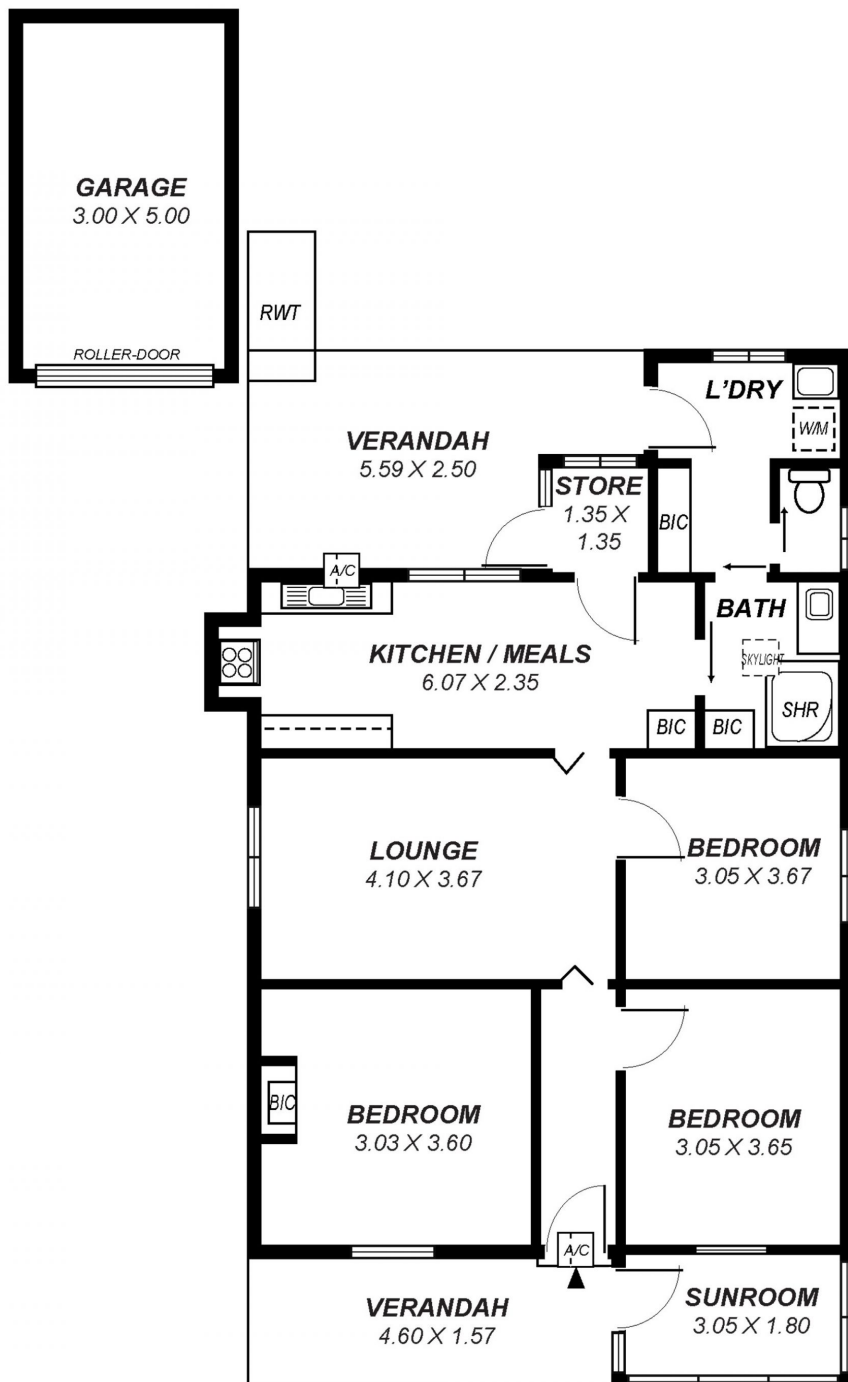 GARAGE
3.00 X 5.00
ROLLER-DOOR
RWT
L'DRY
W/M
VERANDAH
5.59 X 2.50
STORE
1.35 X
1.35
BIC
A/C
BATH
KITCHEN / MEALS
6.07 X 2.35
SKYLIGHT
SHR
BIC
BIC
LOUNGE
4.10 X 3.67
BEDROOM
3.05 X 3.67
BIC
BEDROOM
3.03 X 3.60
BEDROOM
3.05 X 3.65
A/C
VERANDAH
4.60 X 1.57
SUNROOM
3.05 X 1.80